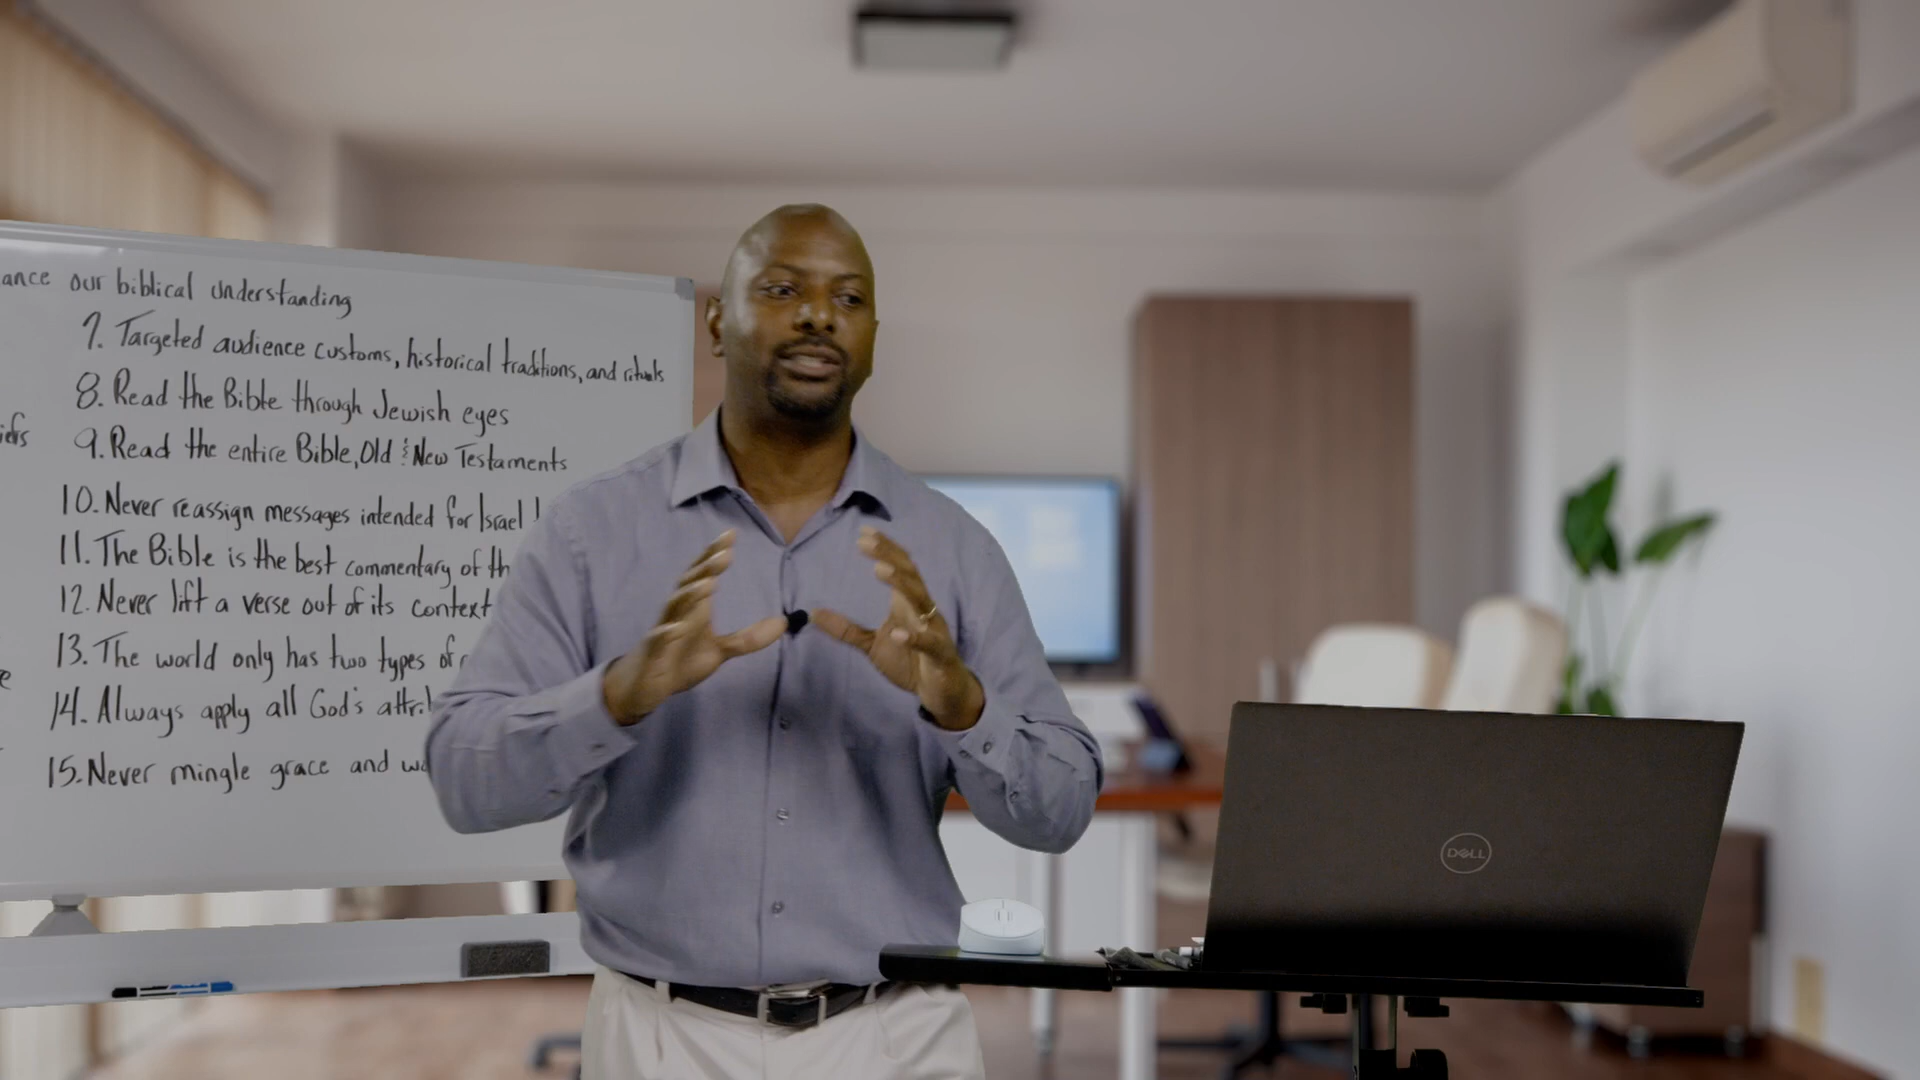 ance our biblical understanding
7. Targeted audience customs, historical traditions, and rituals
8. Read the Bible through Jewish eyes
9. Read the entire Bible, Old & New Testaments
10. Never reassign messages intended for Israel
11. The Bible is the best commentary of th
12. Never lift a verse out of its context
13. The world only has two types of
14. Always apply all God's attri
15. Never mingle grace and wo
DELL